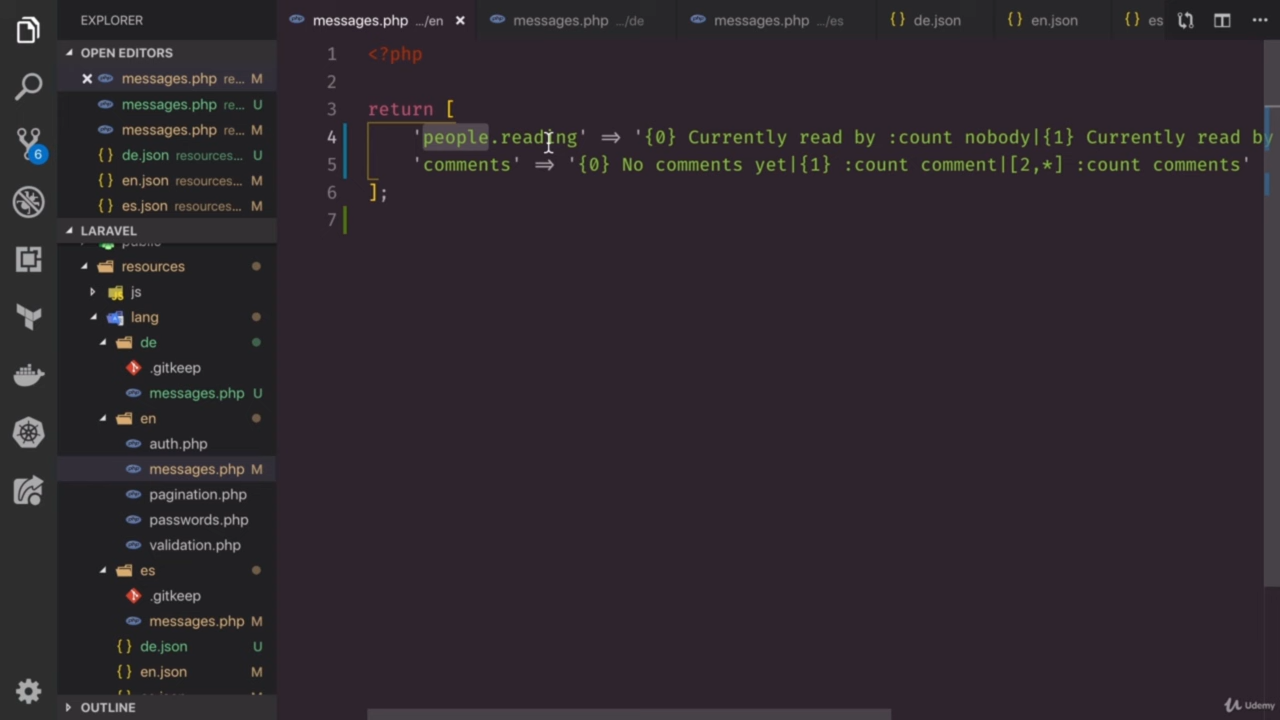 EXPLORER
OPEN EDITORS
messages.php re... M
messages.php re... U
messages.php re... M
de.json resources... U
en.json resources... M
es.json resources... M
LARAVEL
public
resources
js
lang
de
.gitkeep
messages.php U
en
auth.php
messages.php M
pagination.php
passwords.php
validation.php
es
.gitkeep
messages.php M
de.json U
en.json M
OUTLINE
6
messages.php .../en
messages.php .../de
messages.php .../es
{ } de.json
{ } en.json
{ } es
1 <?php
2
3 return [
4 'people.reading' => '{0} Currently read by :count nobody|{1} Currently read by
5 'comments' => '{0} No comments yet|{1} :count comment|[2,*] :count comments'
6 ];
7
Udemy